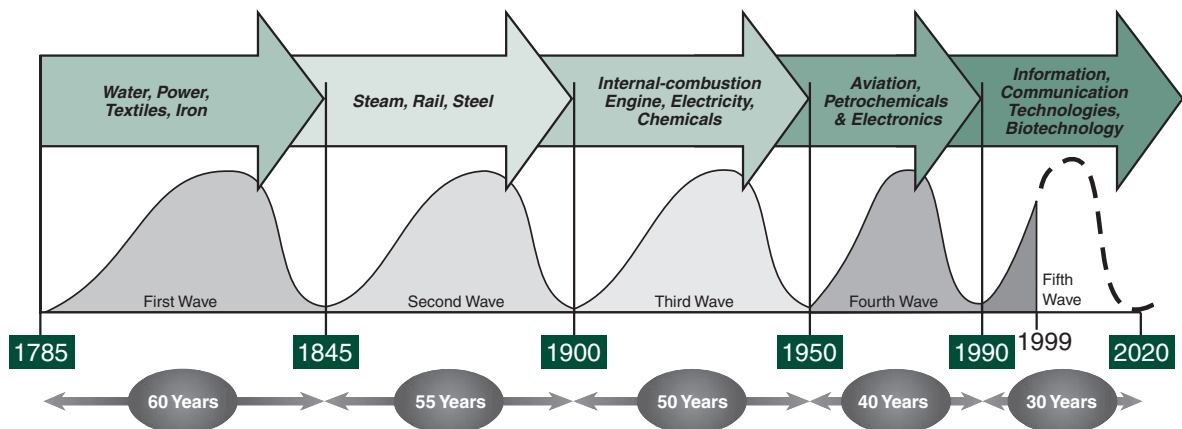 Water, Power,
Textiles, Iron
Steam, Rail, Steel
Internal-combustion
Engine, Electricity,
Chemicals
Aviation,
Petrochemicals
& Electronics
Information,
Communication
Technologies,
Biotechnology
First Wave
Second Wave
Third Wave
Fourth Wave
Fifth
Wave
1785
1845
1900
1950
1990
1999
2020
60 Years
55 Years
50 Years
40 Years
30 Years